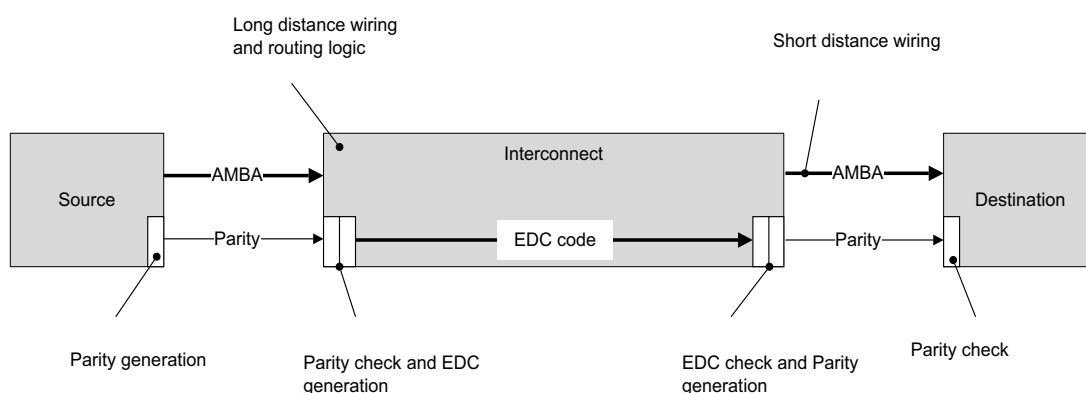 Long distance wiring
and routing logic
Short distance wiring
Interconnect
AMBA
AMBA
Source
Destination
Parity
EDC code
Parity
Parity generation
Parity check and EDC
generation
EDC check and Parity
generation
Parity check